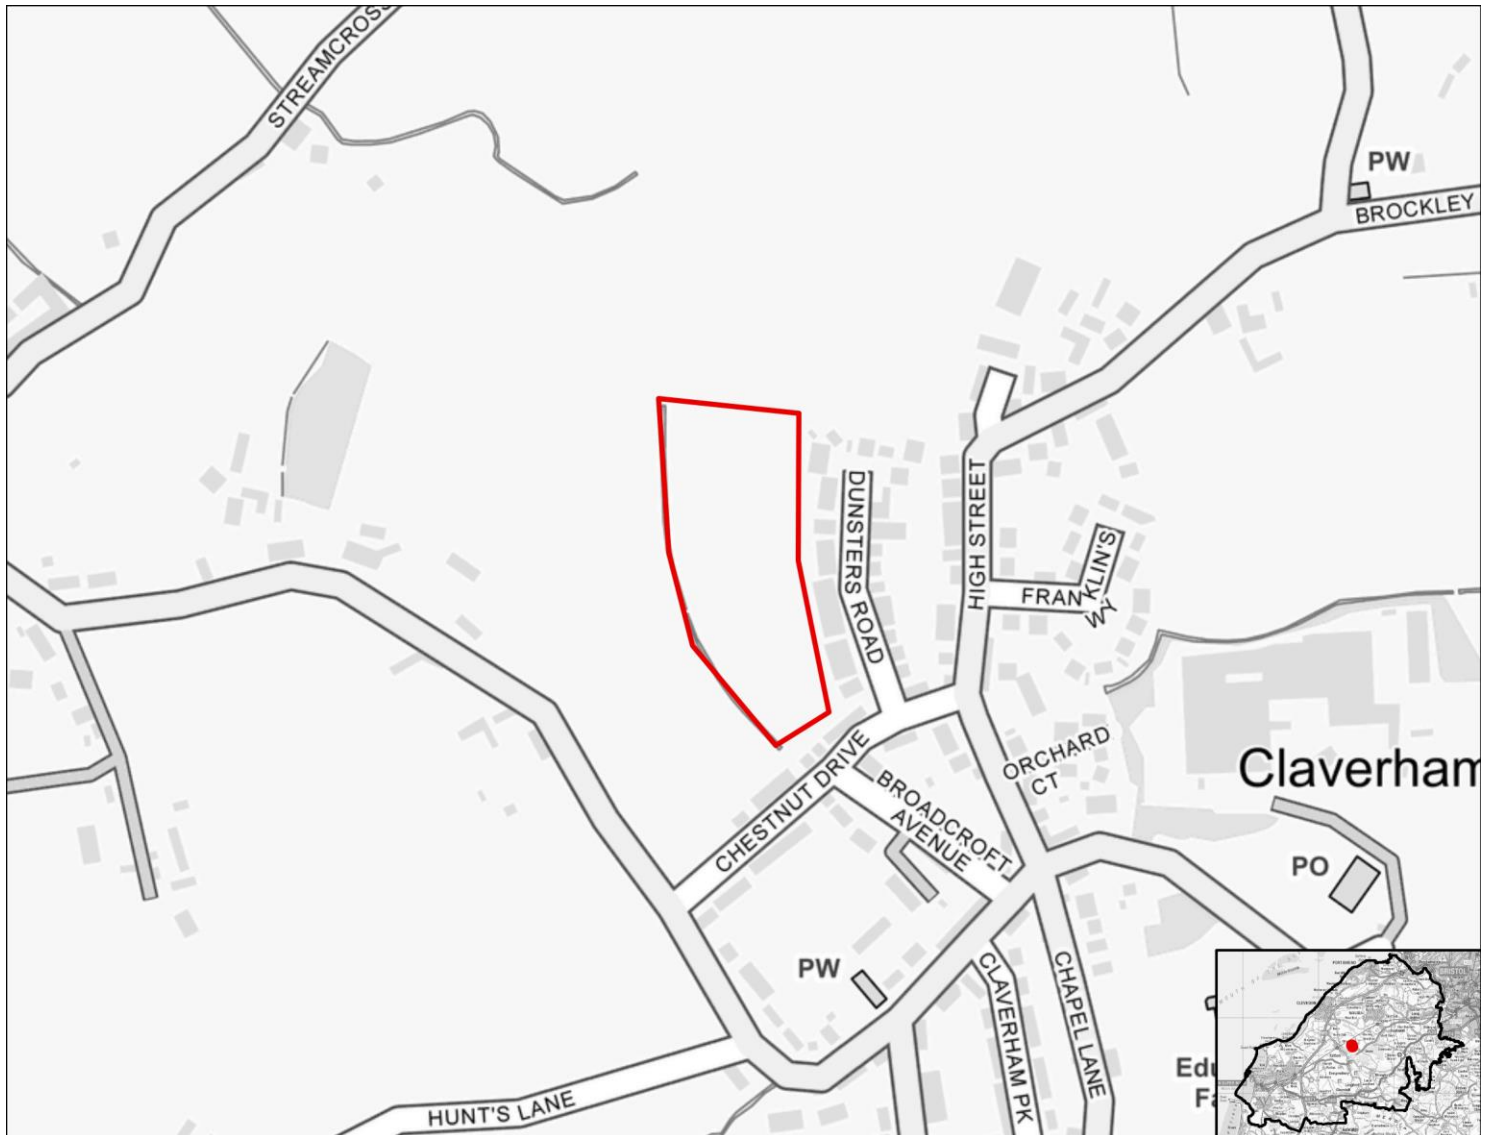 STREAMCROSS
PW
BROCKLEY
DUNSTERS ROAD
HIGH STREET
FRANKLIN'S
WY
ORCHARD
CT
Claverham
CHESTNUT DRIVE
BROADCROFT
AVENUE
PO
PW
CLAVERHAM PK
CHAPEL LANE
HUNT'S LANE
BRISTOL